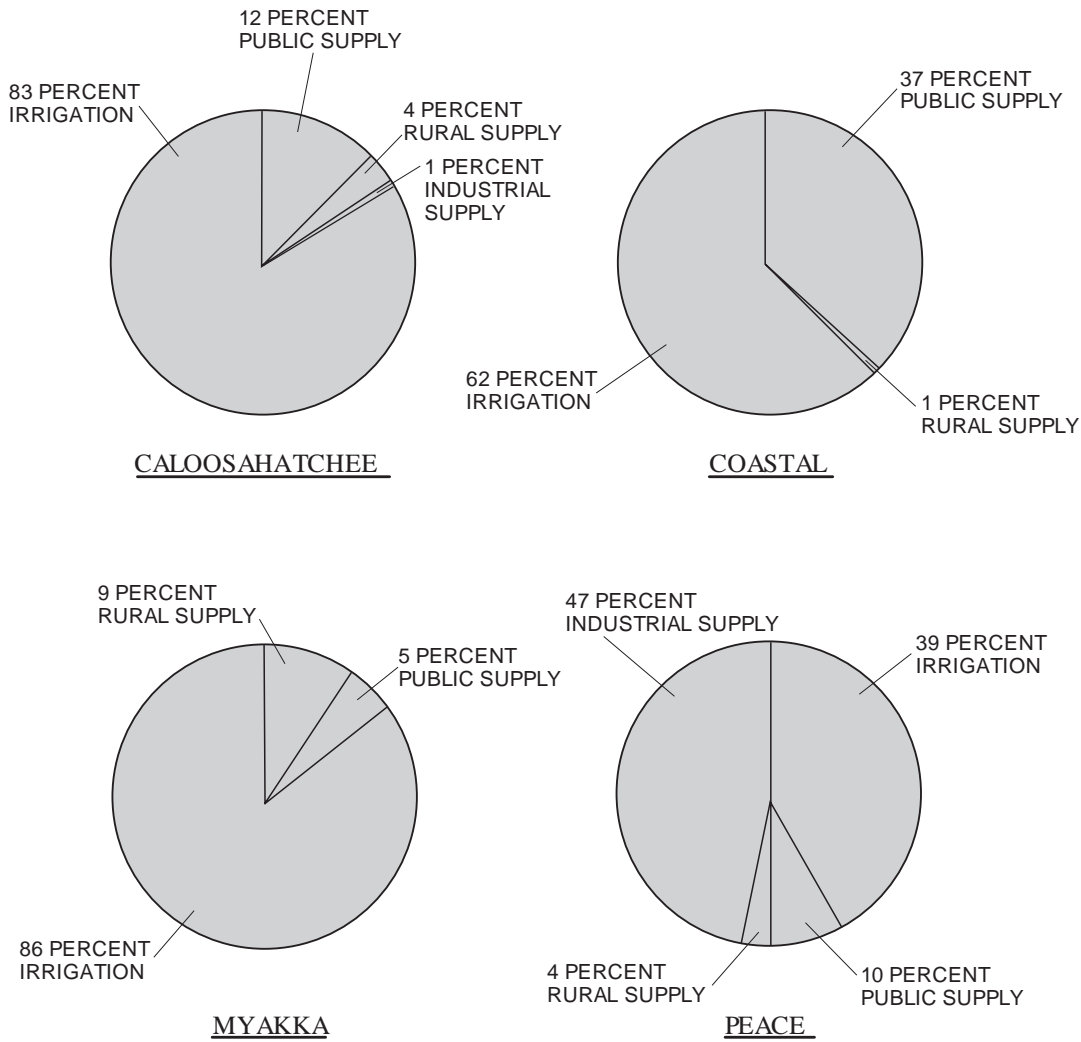 12 PERCENT
PUBLIC SUPPLY
83 PERCENT
IRRIGATION
4 PERCENT
RURAL SUPPLY
1 PERCENT
INDUSTRIAL
SUPPLY
CALOOSAHATCHEE
37 PERCENT
PUBLIC SUPPLY
62 PERCENT
IRRIGATION
1 PERCENT
RURAL SUPPLY
COASTAL
9 PERCENT
RURAL SUPPLY
5 PERCENT
PUBLIC SUPPLY
86 PERCENT
IRRIGATION
MYAKKA
47 PERCENT
INDUSTRIAL SUPPLY
39 PERCENT
IRRIGATION
4 PERCENT
RURAL SUPPLY
10 PERCENT
PUBLIC SUPPLY
PEACE